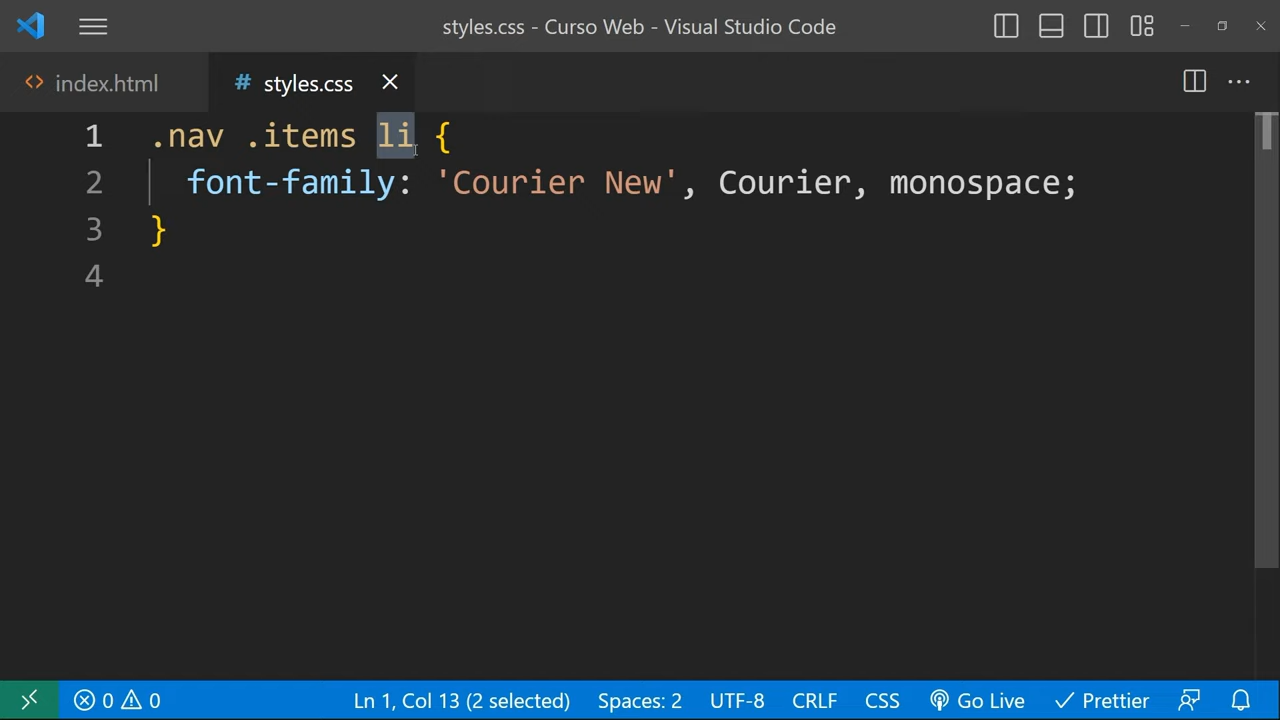 styles.css - Curso Web - Visual Studio Code
index.html
# styles.css
1 .nav .items li {
2 font-family: 'Courier New', Courier, monospace;
3 }
4
0 0 Ln 1, Col 13 (2 selected) Spaces: 2 UTF-8 CRLF CSS Go Live Prettier